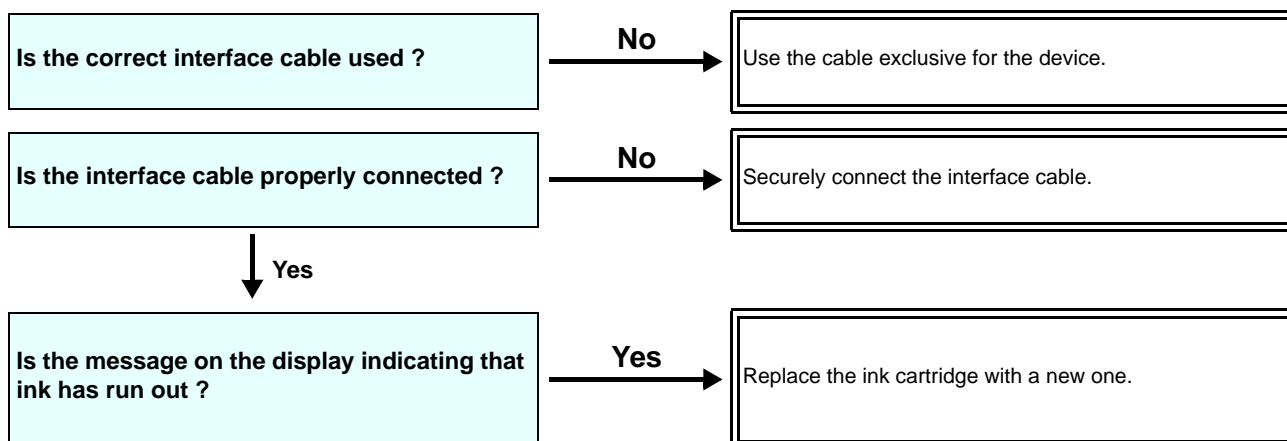 Is the correct interface cable used ?
No
Use the cable exclusive for the device.
Is the interface cable properly connected ?
No
Securely connect the interface cable.
Yes
Is the message on the display indicating that
ink has run out ?
Yes
Replace the ink cartridge with a new one.